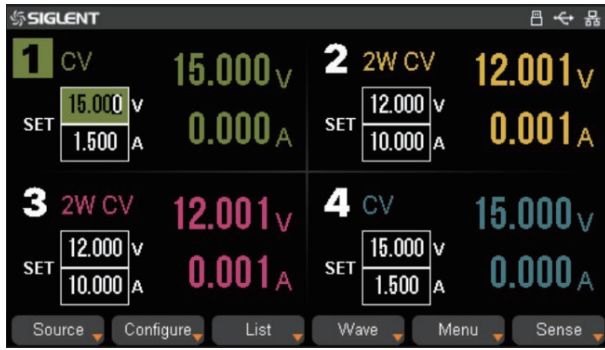 SIGLENT
1 CV 15.000 V
SET 15.000 V
1.500 A 0.000 A
2 2W CV 12.001 V
SET 12.000 V
10.000 A 0.001 A
3 2W CV 12.001 V
SET 12.000 V
10.000 A 0.001 A
4 CV 15.000 V
SET 15.000 V
1.500 A 0.000 A
Source Configure List Wave Menu Sense